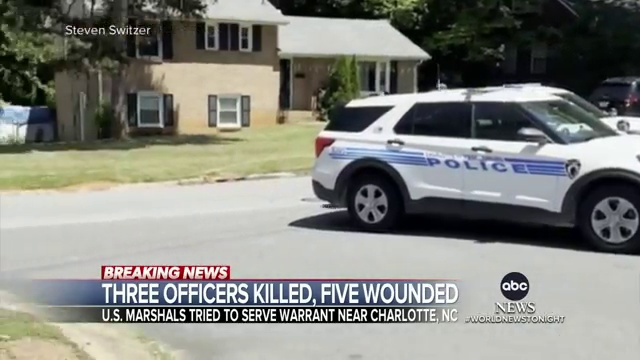 Steven Switzer
POLICE
BREAKING NEWS
THREE OFFICERS KILLED, FIVE WOUNDED
U.S. MARSHALS TRIED TO SERVE WARRANT NEAR CHARLOTTE, NC
abc
NEWS
#WORLDNEWSTONIGHT